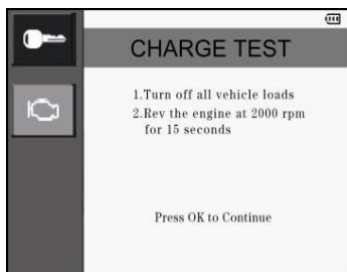 CHARGE TEST
1.Turn off all vehicle loads
2.Rev the engine at 2000 rpm
for 15 seconds
Press OK to Continue